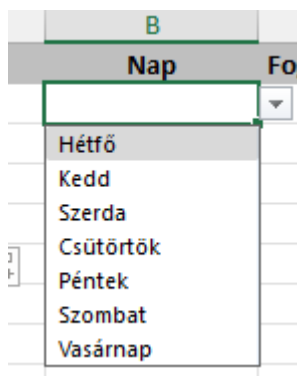 B
Nap Fo
Hétfő
Kedd
Szerda
Csütörtök
Péntek
Szombat
Vasárnap